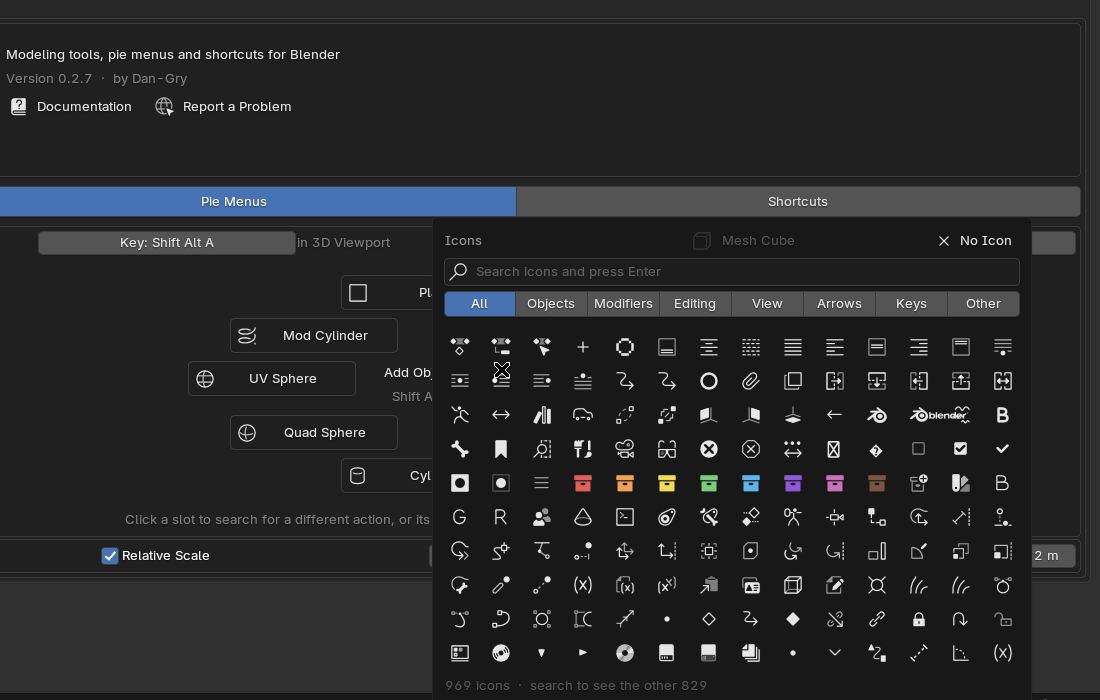 Modeling tools, pie menus and shortcuts for Blender
Version 0.2.7 · by Dan-Gry
Documentation Report a Problem
Pie Menus Shortcuts
Key: Shift Alt A in 3D Viewport
Icons Mesh Cube No Icon
Search icons and press Enter
All Objects Modifiers Editing View Arrows Keys Other
Pl
Mod Cylinder
UV Sphere
Add Obj
Shift A
Quad Sphere
Cyl
Click a slot to search for a different action, or its
Relative Scale
2 m
blender
B
B
G R
(x)
(x)
969 icons · search to see the other 829